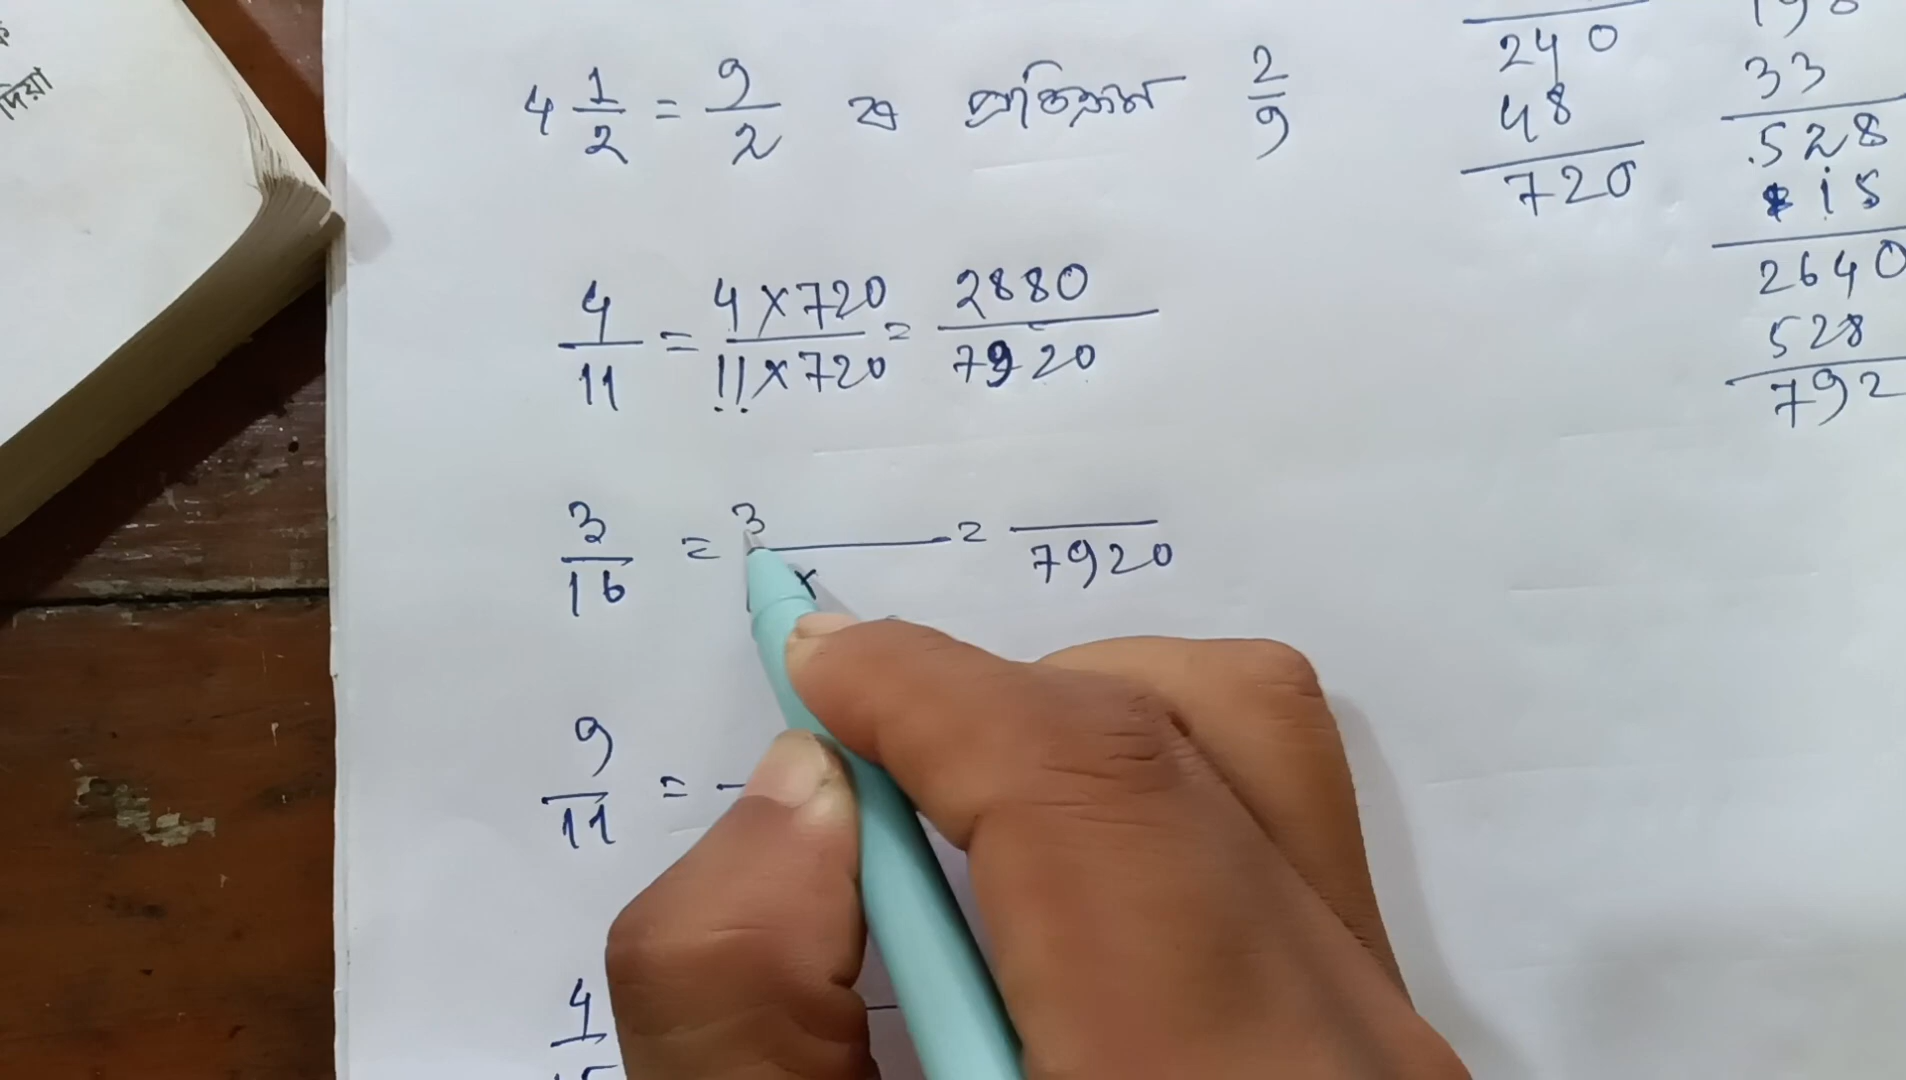 দিয়া
4 1/2 = 9/2 এর প্রতিরূপ 2/9
4/11 = 4×720/11×720 = 2880/7920
3/16 = 3/× = /7920
9/11 = —
4
240
48
720
33
528
15
2640
528
792